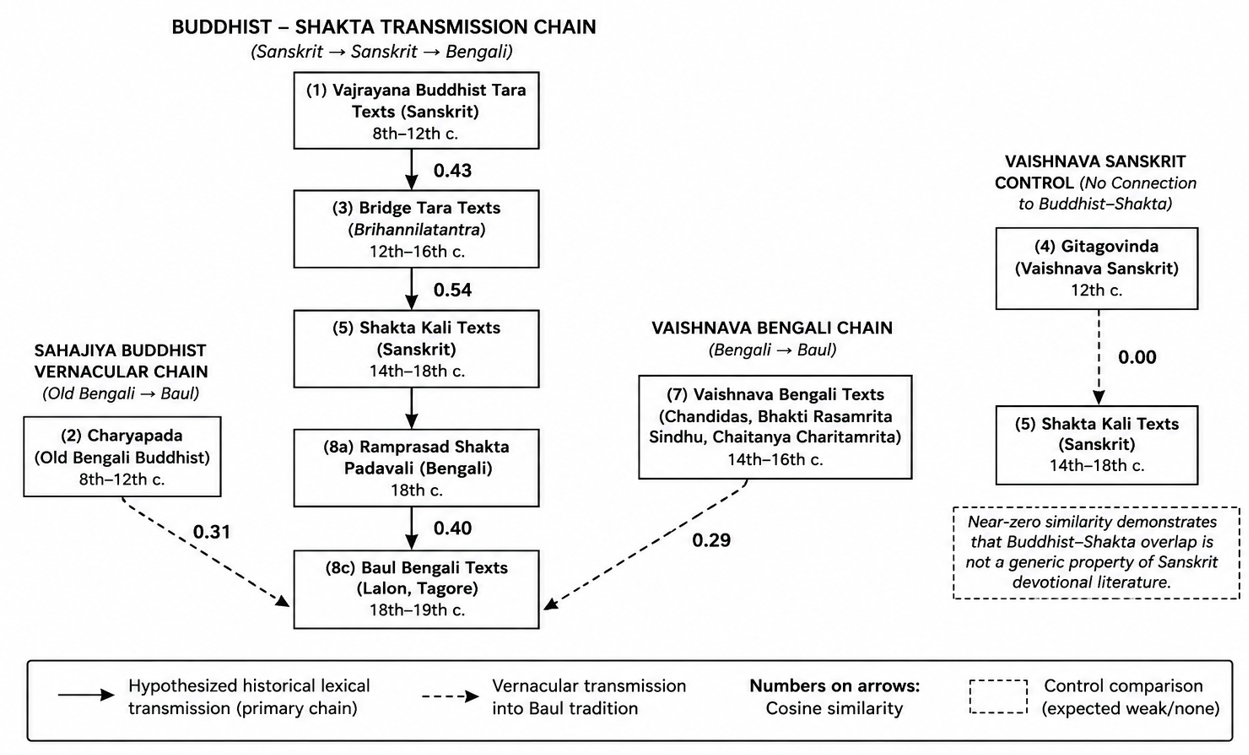 BUDDHIST – SHAKTA TRANSMISSION CHAIN
(Sanskrit → Sanskrit → Bengali)
(1) Vajrayana Buddhist Tara
Texts (Sanskrit)
8th–12th c.
0.43
(3) Bridge Tara Texts
(Brihannilatantra)
12th–16th c.
0.54
(5) Shakta Kali Texts
(Sanskrit)
14th–18th c.
(8a) Ramprasad Shakta
Padavali (Bengali)
18th c.
0.40
(8c) Baul Bengali Texts
(Lalon, Tagore)
18th–19th c.
SAHAJIYA BUDDHIST
VERNACULAR CHAIN
(Old Bengali → Baul)
(2) Charyapada
(Old Bengali Buddhist)
8th–12th c.
0.31
VAISHNAVA BENGALI CHAIN
(Bengali → Baul)
(7) Vaishnava Bengali Texts
(Chandidas, Bhakti Rasamrita
Sindhu, Chaitanya Charitamrita)
14th–16th c.
0.29
VAISHNAVA SANSKRIT
CONTROL (No Connection
to Buddhist–Shakta)
(4) Gitagovinda
(Vaishnava Sanskrit)
12th c.
0.00
(5) Shakta Kali Texts
(Sanskrit)
14th–18th c.
Near-zero similarity demonstrates
that Buddhist–Shakta overlap is
not a generic property of Sanskrit
devotional literature.
Hypothesized historical lexical
transmission (primary chain)
Vernacular transmission
into Baul tradition
Numbers on arrows:
Cosine similarity
Control comparison
(expected weak/none)